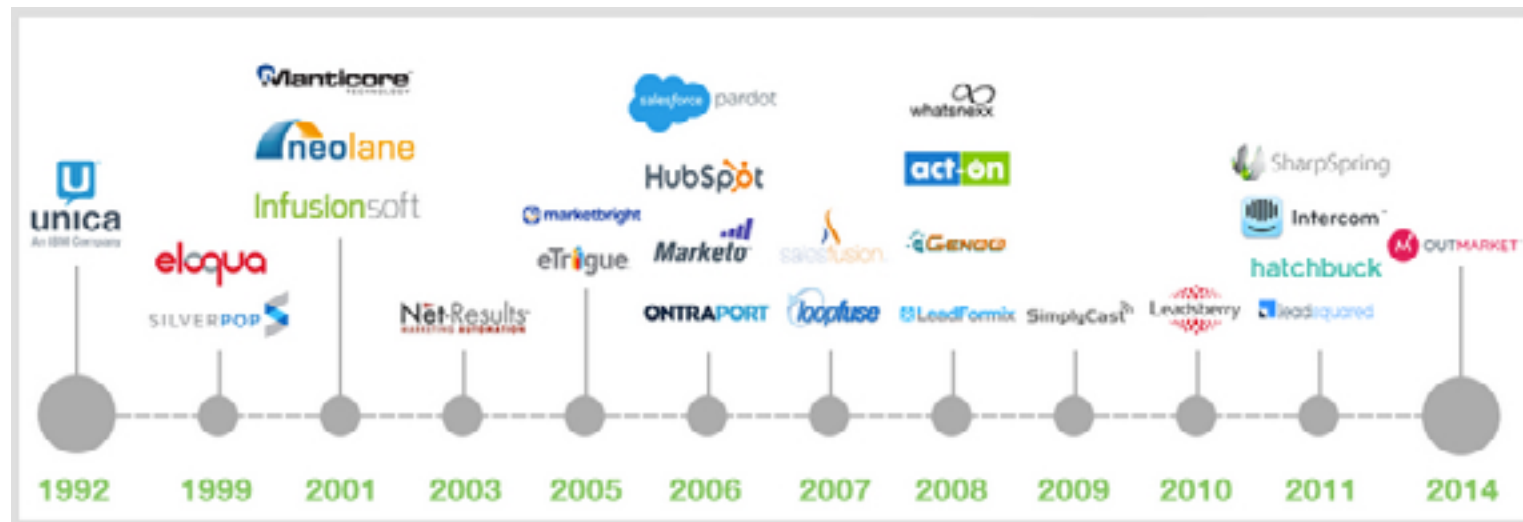 unica
An IBM Company
eloqua
SILVERPOP
Manticore
TECHNOLOGY
neolane
Infusionsoft
Net-Results
MARKETING AUTOMATION
marketbright
eTrigue
salesforce pardot
HubSpot
Marketo
ONTRAPORT
salesfusion
loopfuse
whatsnexx
act-on
GENOO
LeadFormix
SimplyCast
Leadsberry
SharpSpring
Intercom
hatchbuck
leadsquared
OUTMARKET
1992 1999 2001 2003 2005 2006 2007 2008 2009 2010 2011 2014